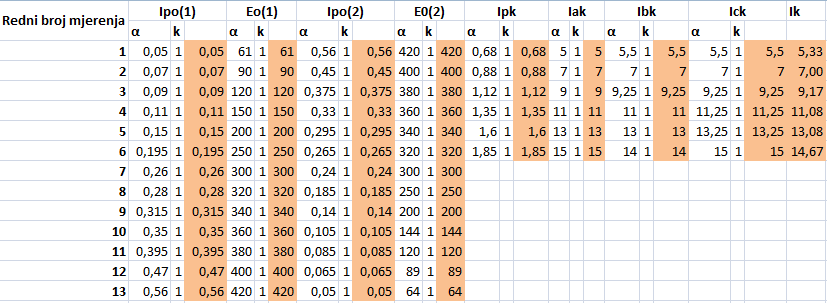 Redni broj mjerenja Ipo(1) Eo(1) Ipo(2) E0(2) Ipk Iak Ibk Ick Ik
α k α k α k α k α k α k α k α k
1 0,05 1 0,05 61 1 61 0,56 1 0,56 420 1 420 0,68 1 0,68 5 1 5 5,5 1 5,5 5,5 1 5,5 5,33
2 0,07 1 0,07 90 1 90 0,45 1 0,45 400 1 400 0,88 1 0,88 7 1 7 7 1 7 7 1 7 7,00
3 0,09 1 0,09 120 1 120 0,375 1 0,375 380 1 380 1,12 1 1,12 9 1 9 9,25 1 9,25 9,25 1 9,25 9,17
4 0,11 1 0,11 150 1 150 0,33 1 0,33 360 1 360 1,35 1 1,35 11 1 11 11 1 11 11,25 1 11,25 11,08
5 0,15 1 0,15 200 1 200 0,295 1 0,295 340 1 340 1,6 1 1,6 13 1 13 13 1 13 13,25 1 13,25 13,08
6 0,195 1 0,195 250 1 250 0,265 1 0,265 320 1 320 1,85 1 1,85 15 1 15 14 1 14 15 1 15 14,67
7 0,26 1 0,26 300 1 300 0,24 1 0,24 300 1 300
8 0,28 1 0,28 320 1 320 0,185 1 0,185 250 1 250
9 0,315 1 0,315 340 1 340 0,14 1 0,14 200 1 200
10 0,35 1 0,35 360 1 360 0,105 1 0,105 144 1 144
11 0,395 1 0,395 380 1 380 0,085 1 0,085 120 1 120
12 0,47 1 0,47 400 1 400 0,065 1 0,065 89 1 89
13 0,56 1 0,56 420 1 420 0,05 1 0,05 64 1 64